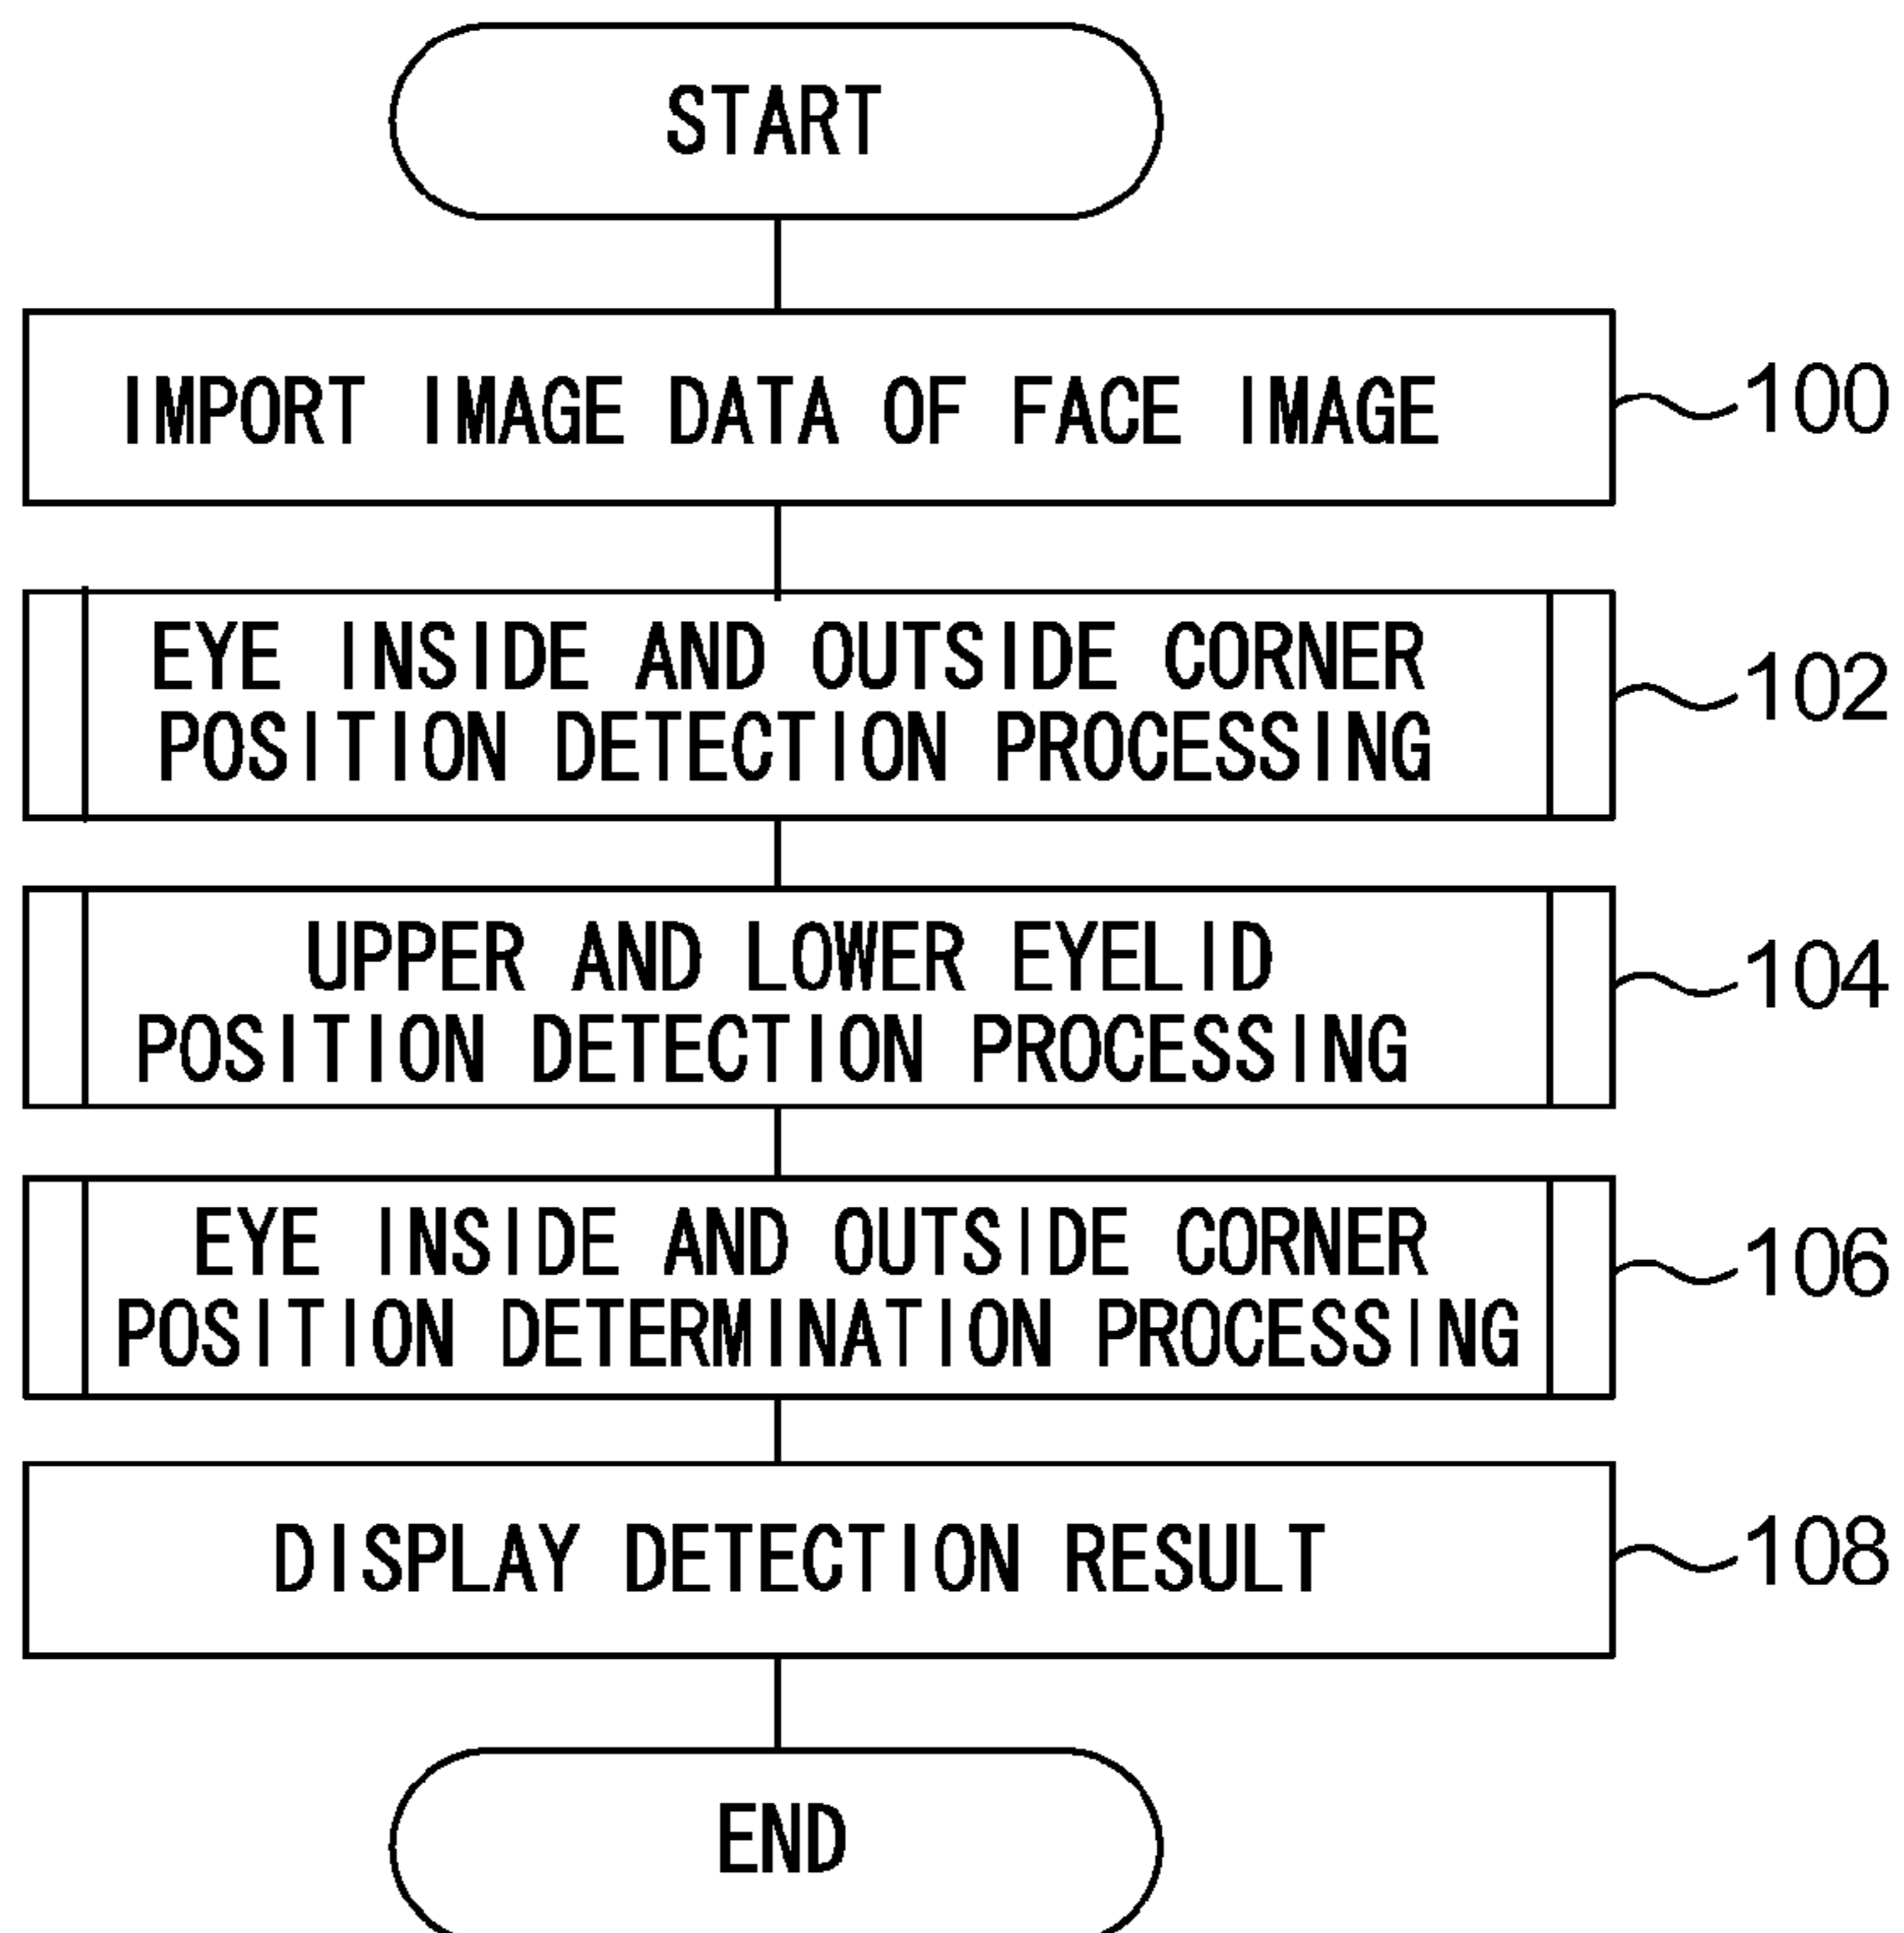 START
IMPORT IMAGE DATA OF FACE IMAGE
100
EYE INSIDE AND OUTSIDE CORNER
POSITION DETECTION PROCESSING
102
UPPER AND LOWER EYELID
POSITION DETECTION PROCESSING
104
EYE INSIDE AND OUTSIDE CORNER
POSITION DETERMINATION PROCESSING
106
DISPLAY DETECTION RESULT
108
END